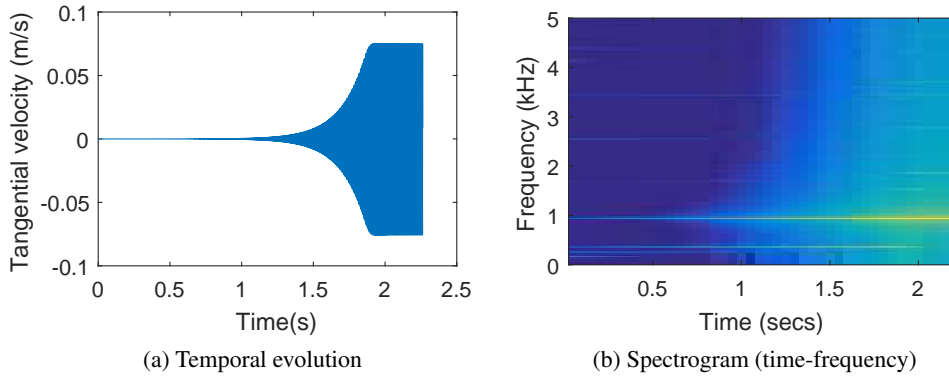 0.1
0.05
0
-0.05
-0.1
Tangential velocity (m/s)
0 0.5 1 1.5 2 2.5
Time(s)
(a) Temporal evolution
5
4
3
2
1
0
Frequency (kHz)
0.5 1 1.5 2
Time (secs)
(b) Spectrogram (time-frequency)